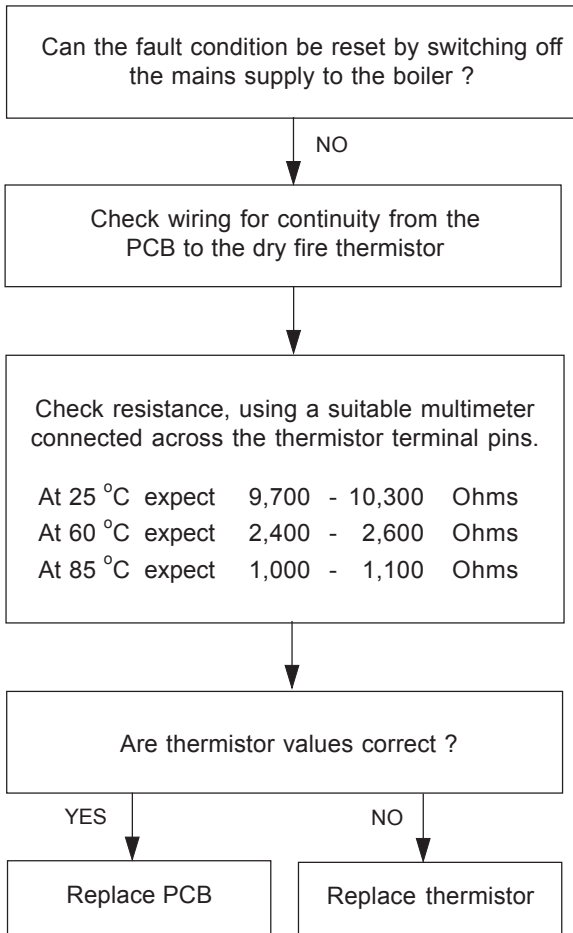 Can the fault condition be reset by switching off
the mains supply to the boiler ?
NO
Check wiring for continuity from the
PCB to the dry fire thermistor
Check resistance, using a suitable multimeter
connected across the thermistor terminal pins.
At 25 °C expect 9,700 - 10,300 Ohms
At 60 °C expect 2,400 - 2,600 Ohms
At 85 °C expect 1,000 - 1,100 Ohms
Are thermistor values correct ?
YES NO
Replace PCB Replace thermistor